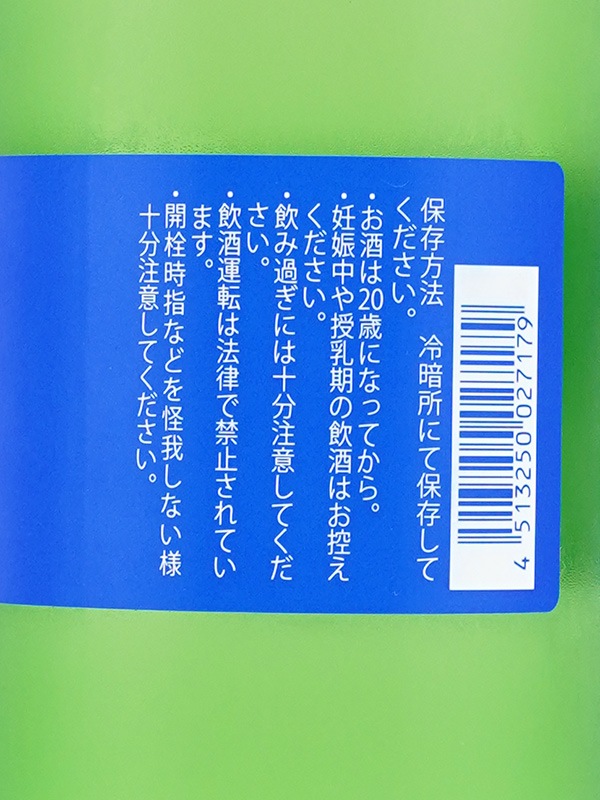 保存方法　冷暗所にて保存して
ください。
・お酒は20歳になってから。
・妊娠中や授乳期の飲酒はお控え
ください。
・飲み過ぎには十分注意してくだ
さい。
・飲酒運転は法律で禁止されてい
ます。
・開栓時指などを怪我しない様
十分注意してください。
4 513250 027179